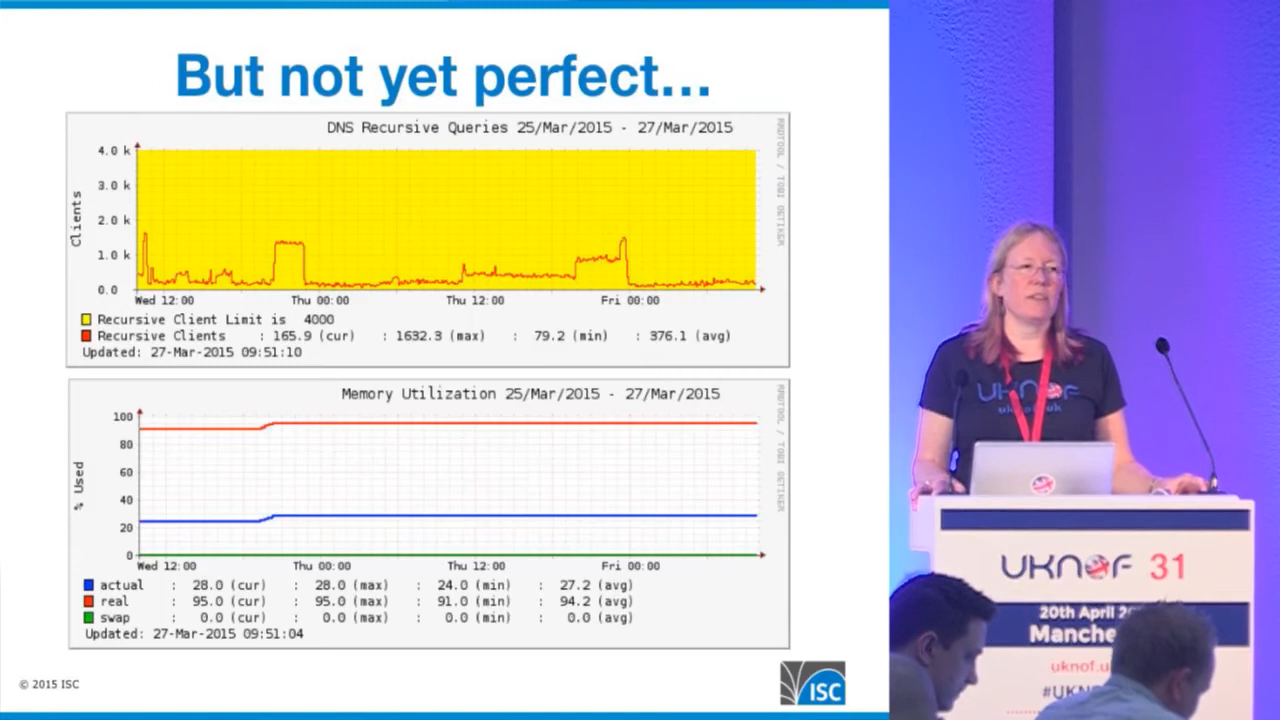 But not yet perfect...
DNS Recursive Queries 25/Mar/2015 - 27/Mar/2015
RRDTOOL / TOBI OETIKER
Clients
4.0 k
3.0 k
2.0 k
1.0 k
0.0
Wed 12:00 Thu 00:00 Thu 12:00 Fri 00:00
Recursive Client Limit is 4000
Recursive Clients : 165.9 (cur) : 1632.3 (max) : 79.2 (min) : 376.1 (avg)
Updated: 27-Mar-2015 09:51:10
Memory Utilization 25/Mar/2015 - 27/Mar/2015
RRDTOOL / TOBI OETIKER
% Used
100
80
60
40
20
0
Wed 12:00 Thu 00:00 Thu 12:00 Fri 00:00
actual : 28.0 (cur) : 28.0 (max) : 24.0 (min) : 27.2 (avg)
real : 95.0 (cur) : 95.0 (max) : 91.0 (min) : 94.2 (avg)
swap : 0.0 (cur) : 0.0 (max) : 0.0 (min) : 0.0 (avg)
Updated: 27-Mar-2015 09:51:04
© 2015 ISC
ISC
UKNOF
UKNOF 31
20th April